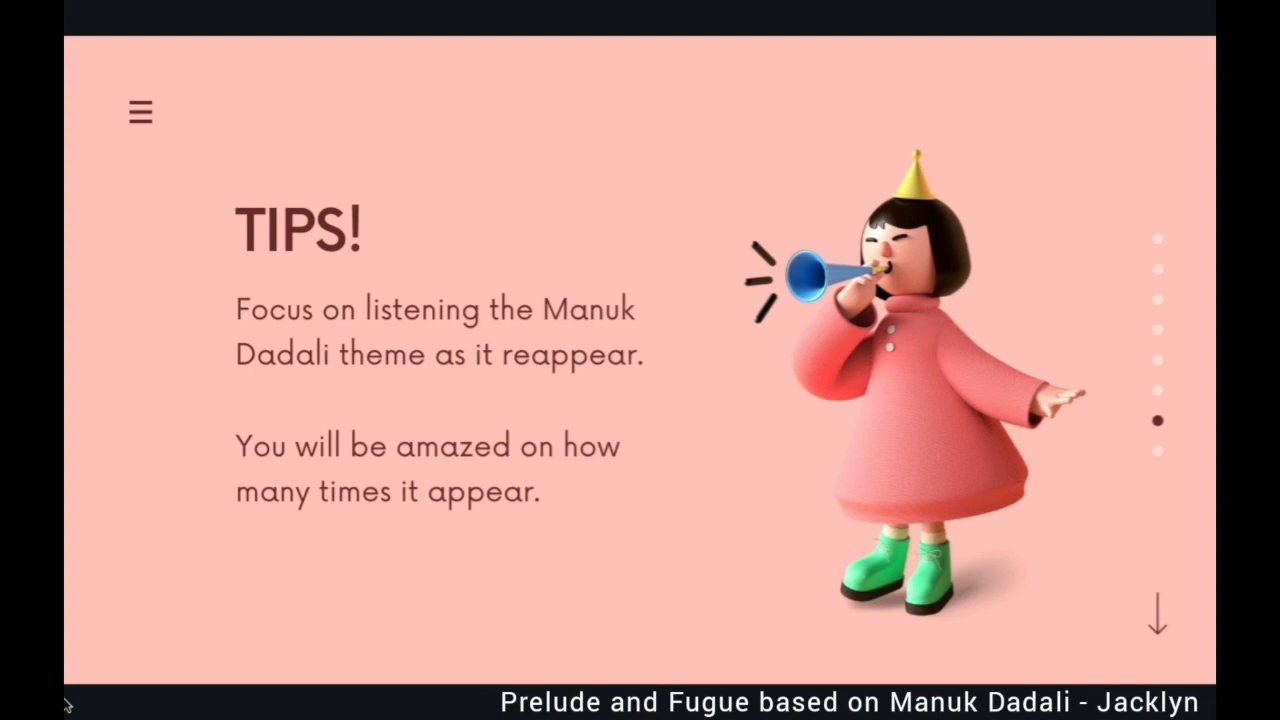 TIPS!
Focus on listening the Manuk
Dadali theme as it reappear.
You will be amazed on how
many times it appear.
Prelude and Fugue based on Manuk Dadali - Jacklyn